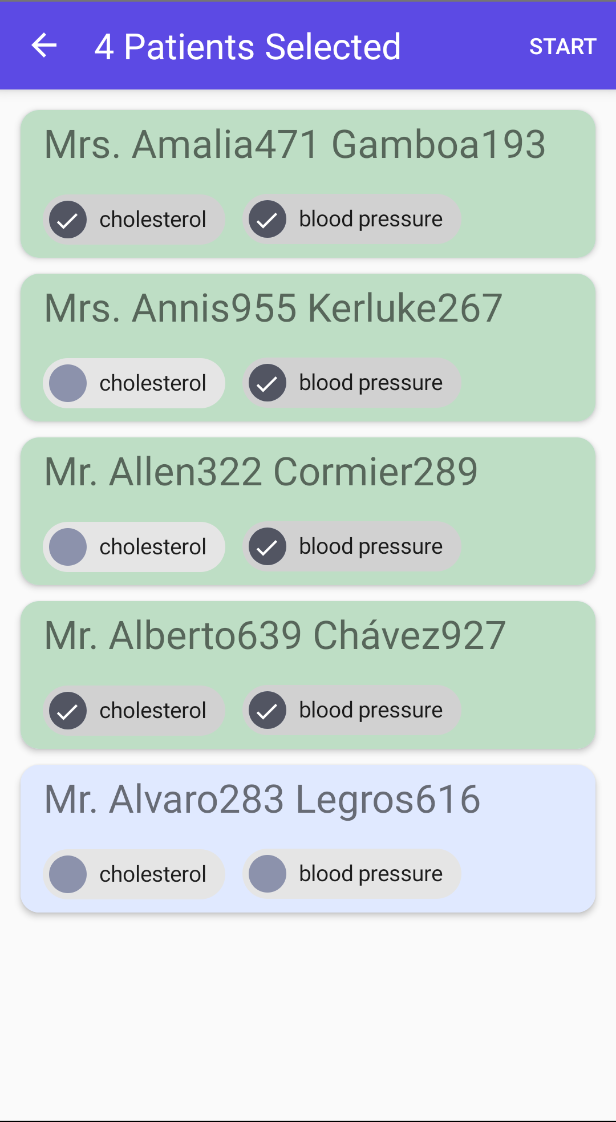 4 Patients Selected START
Mrs. Amalia471 Gamboa193
cholesterol blood pressure
Mrs. Annis955 Kerluke267
cholesterol blood pressure
Mr. Allen322 Cormier289
cholesterol blood pressure
Mr. Alberto639 Chávez927
cholesterol blood pressure
Mr. Alvaro283 Legros616
cholesterol blood pressure